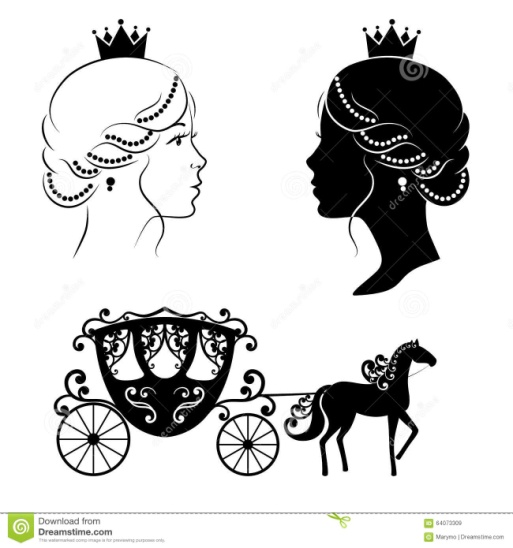 Download from
Dreamstime.com
This watermarked comp image is for previewing purposes only.
64073309
Marymo | Dreamstime.com